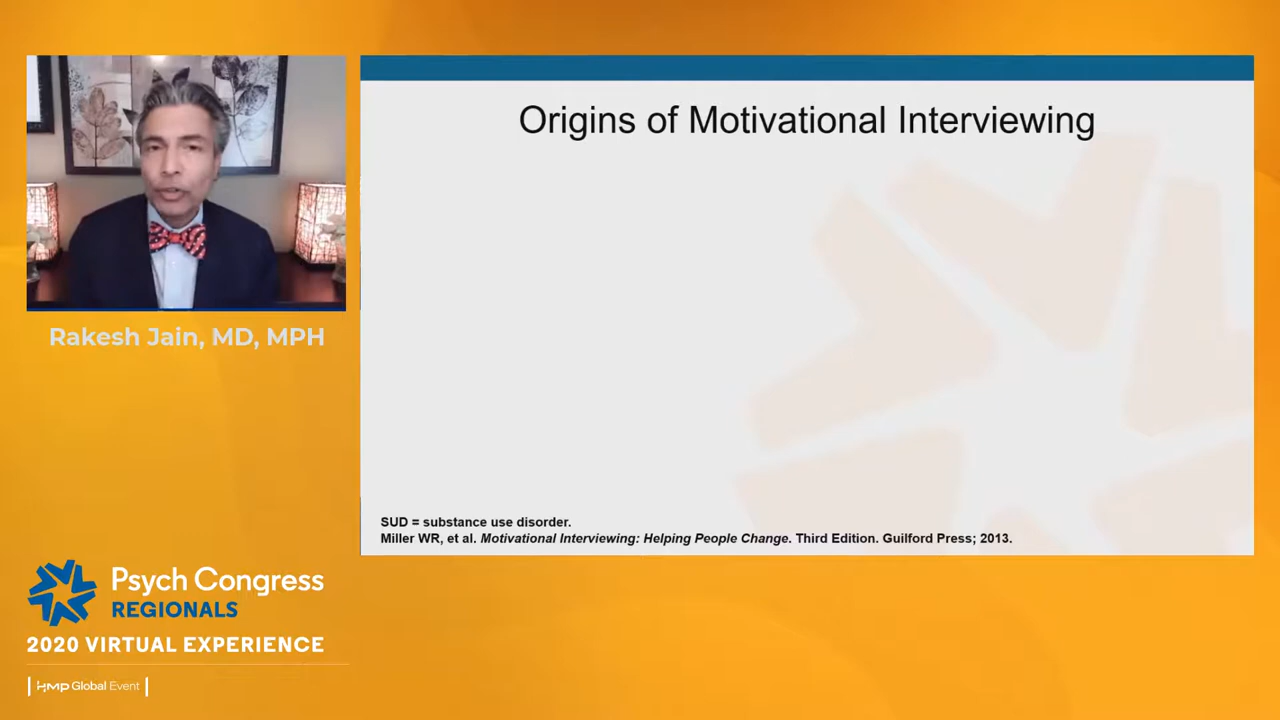 Origins of Motivational Interviewing
Rakesh Jain, MD, MPH
SUD = substance use disorder.
Miller WR, et al. Motivational Interviewing: Helping People Change. Third Edition. Guilford Press; 2013.
Psych Congress
REGIONALS
2020 VIRTUAL EXPERIENCE
HMP Global Event